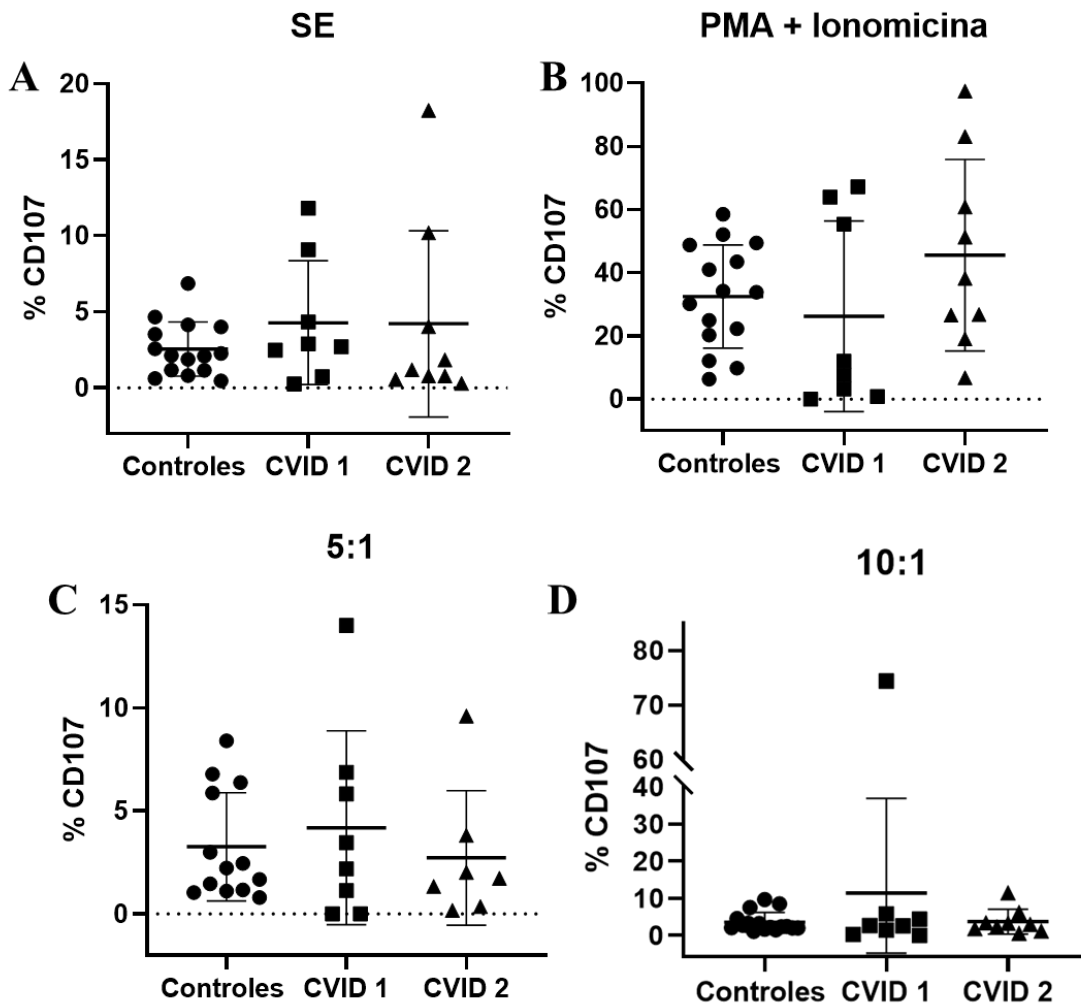 SE
A
20
15
10
5
0
% CD107
Controles
CVID 1
CVID 2
PMA + Ionomicina
B
100
80
60
40
20
0
% CD107
Controles
CVID 1
CVID 2
5:1
C
15
10
5
0
% CD107
Controles
CVID 1
CVID 2
10:1
D
80
70
60
40
30
20
10
0
% CD107
Controles
CVID 1
CVID 2